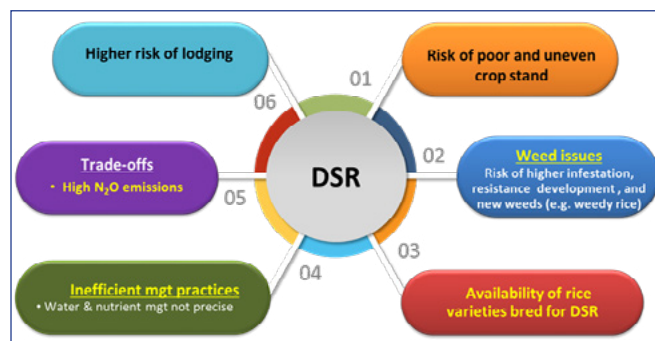 Higher risk of lodging
Risk of poor and uneven
crop stand
01
06
Trade-offs
• High N₂O emissions
05
DSR
02
Weed issues
Risk of higher infestation,
resistance development , and
new weeds (e.g. weedy rice)
04
03
Inefficient mgt practices
• Water & nutrient mgt not precise
Availability of rice
varieties bred for DSR